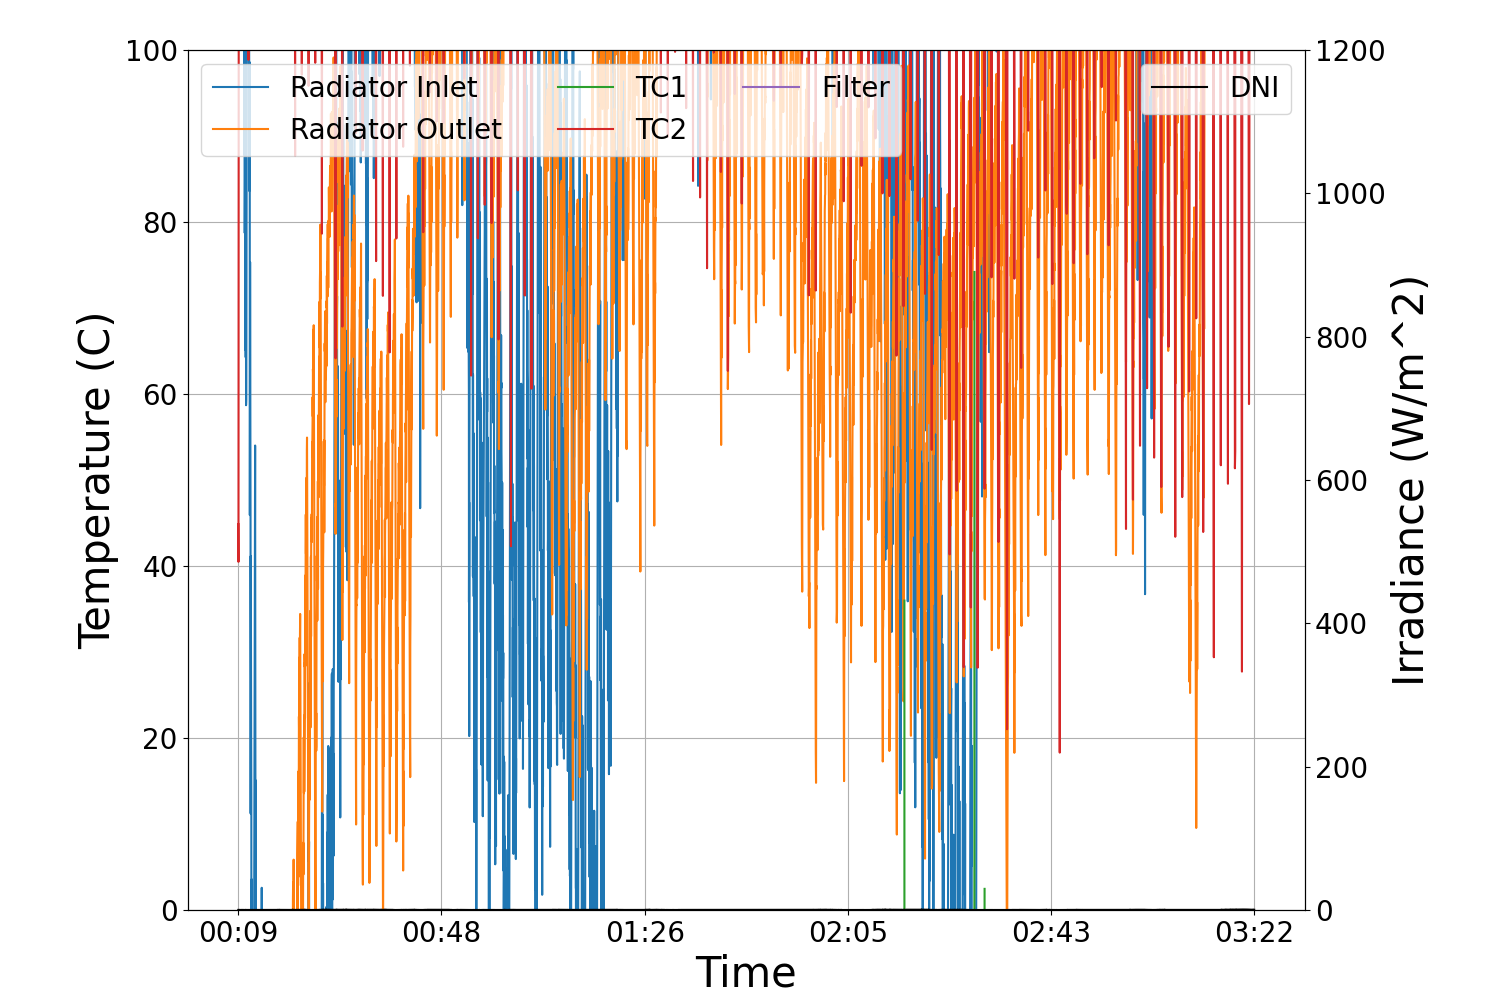 100
80
60
40
20
0
Temperature (C)
Radiator Inlet
Radiator Outlet
TC1
TC2
Filter
DNI
1200
1000
800
600
400
200
0
Irradiance (W/m^2)
00:09 00:48 01:26 02:05 02:43 03:22
Time